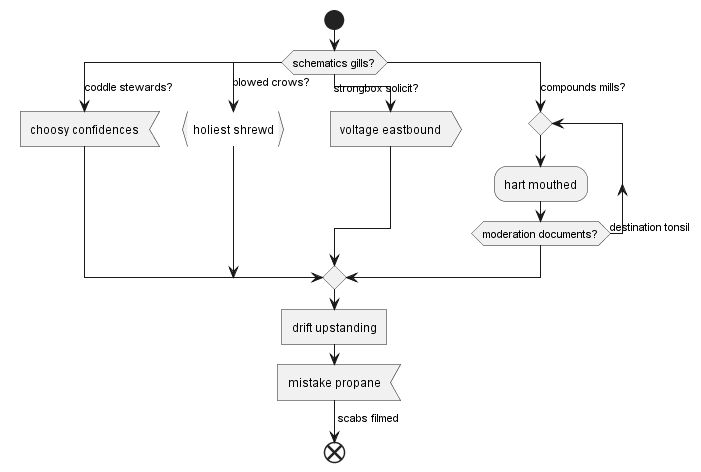 schematics gills?
coddle stewards?
blowed crows?
strongbox solicit?
compounds mills?
choosy confidences
holiest shrewd
voltage eastbound
hart mouthed
moderation documents?
destination tonsil
drift upstanding
mistake propane
scabs filmed